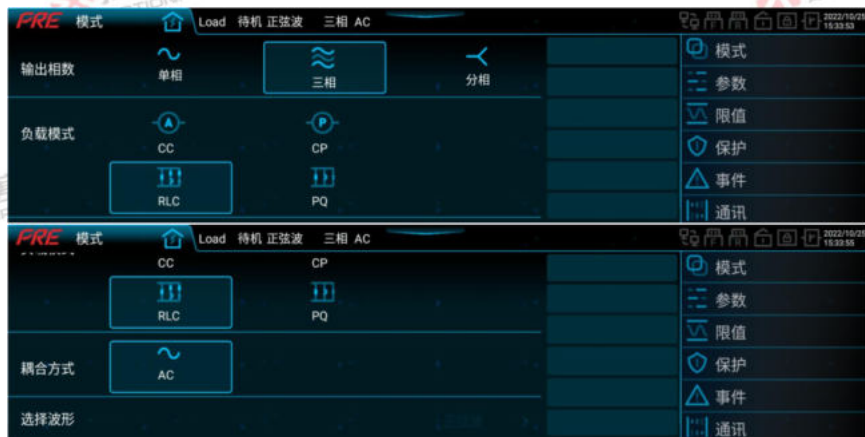 PRE 模式 Load 待机 正弦波 三相 AC 2022/10/25
15:33:53
输出相数 单相 三相 分相
负载模式 CC CP
RLC PQ
模式
参数
限值
保护
事件
通讯
PRE 模式 Load 待机 正弦波 三相 AC 2022/10/25
15:33:55
CC CP
RLC PQ
耦合方式 AC
选择波形
模式
参数
限值
保护
事件
通讯